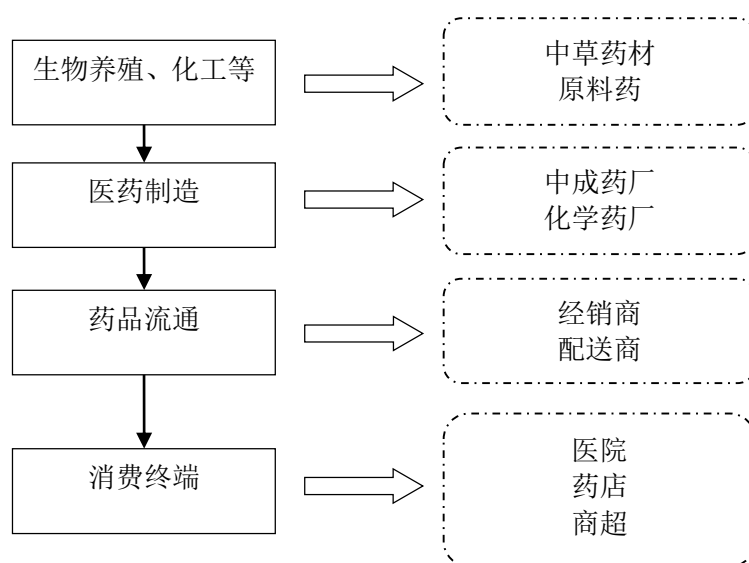 生物养殖、化工等
中草药材
原料药
医药制造
中成药厂
化学药厂
药品流通
经销商
配送商
消费终端
医院
药店
商超